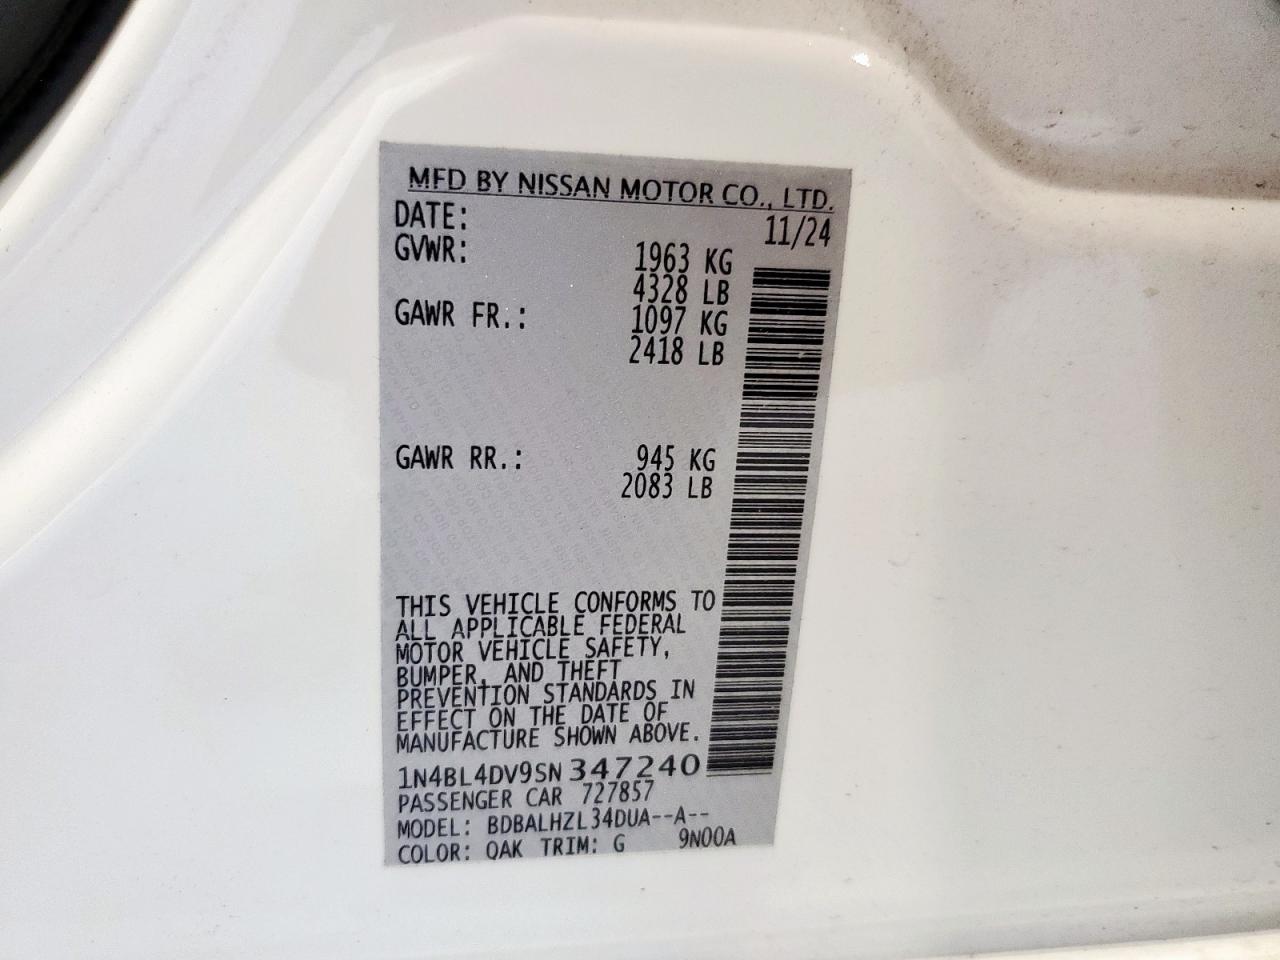 MFD BY NISSAN MOTOR CO., LTD.
DATE: 11/24
GVWR: 1963 KG
4328 LB
GAWR FR.: 1097 KG
2418 LB
GAWR RR.: 945 KG
2083 LB
THIS VEHICLE CONFORMS TO
ALL APPLICABLE FEDERAL
MOTOR VEHICLE SAFETY,
BUMPER, AND THEFT
PREVENTION STANDARDS IN
EFFECT ON THE DATE OF
MANUFACTURE SHOWN ABOVE.
1N4BL4DV9SN347240
PASSENGER CAR 727857
MODEL: BDBALHZL34DUA--A--
COLOR: QAK TRIM: G 9N00A